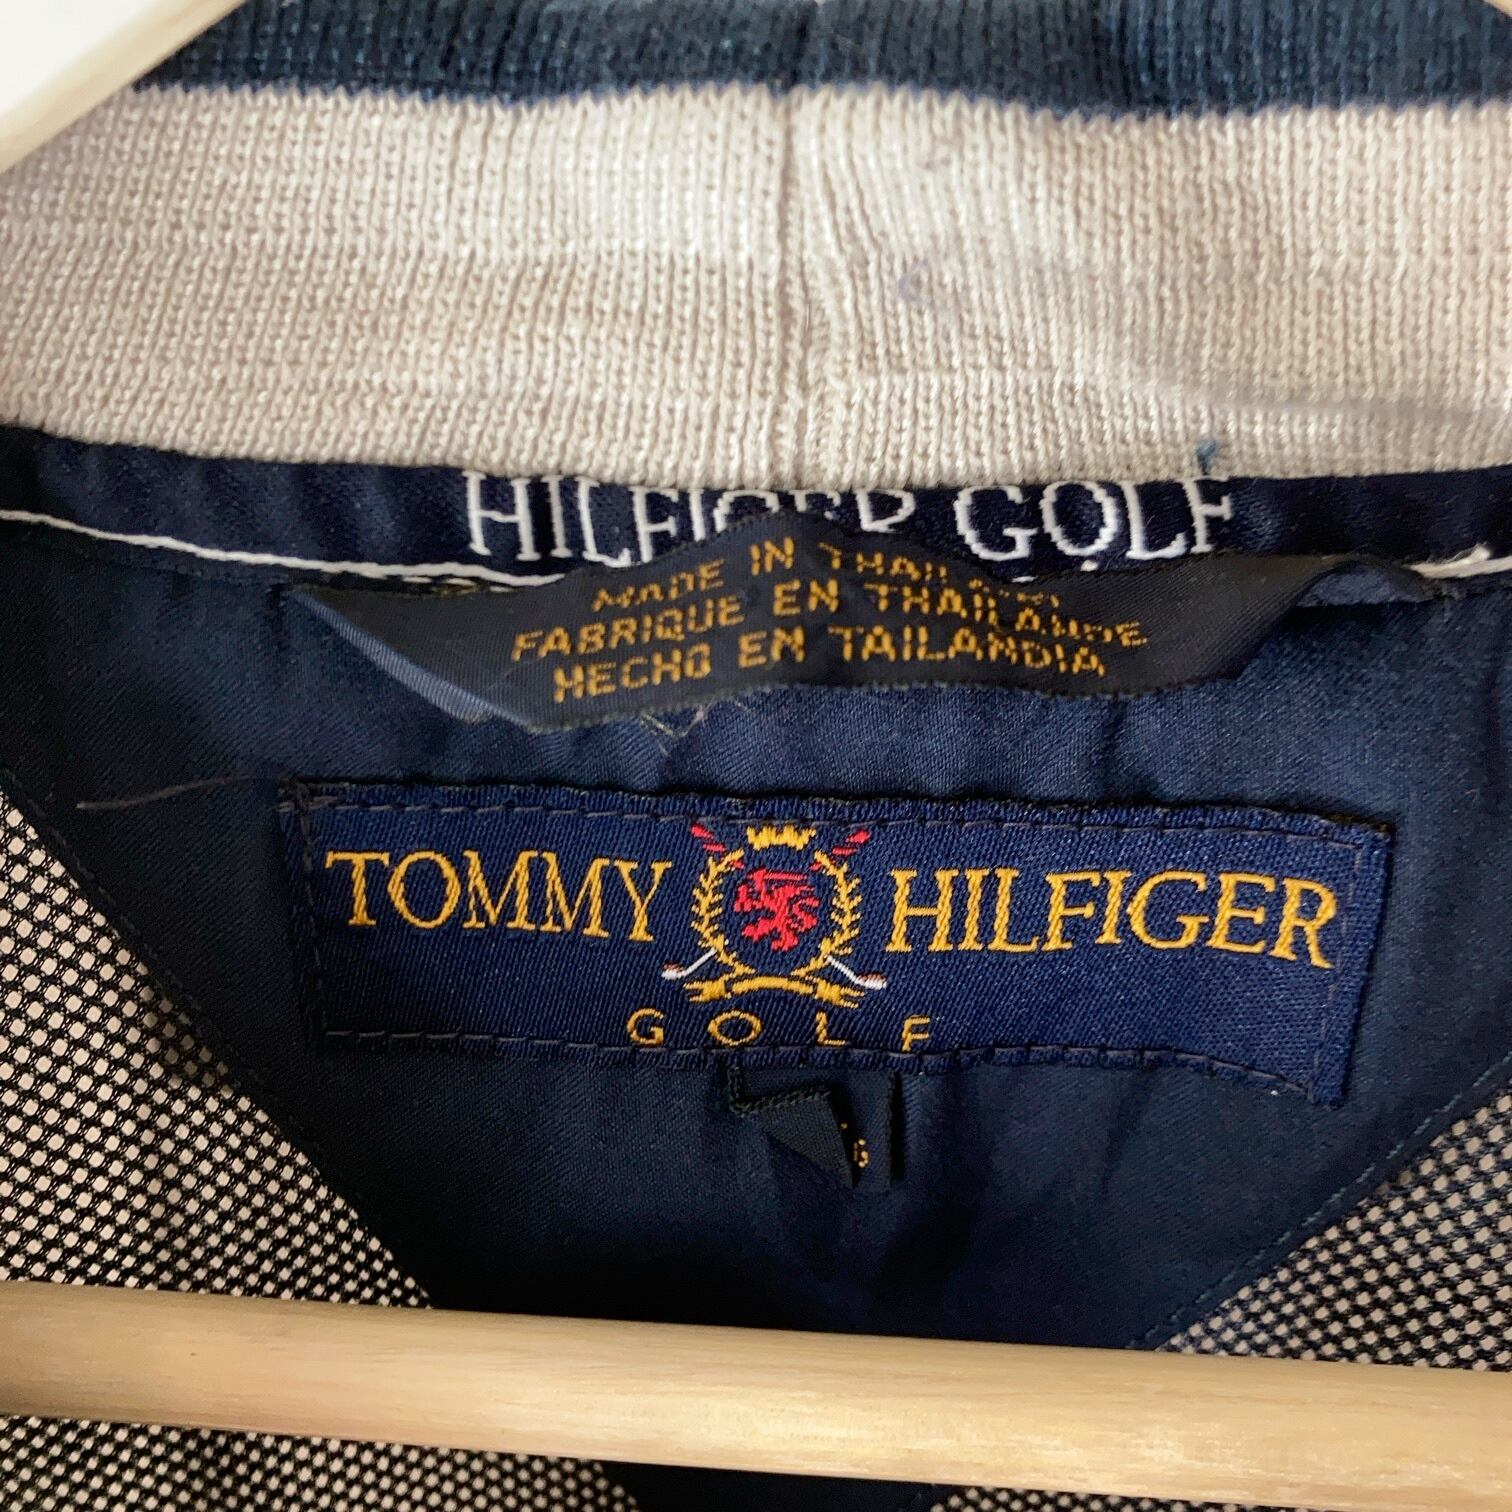 HILFIGER GOLF
MADE IN THAILAND
FABRIQUE EN THAILANDE
HECHO EN TAILANDIA
TOMMY HILFIGER
GOLF